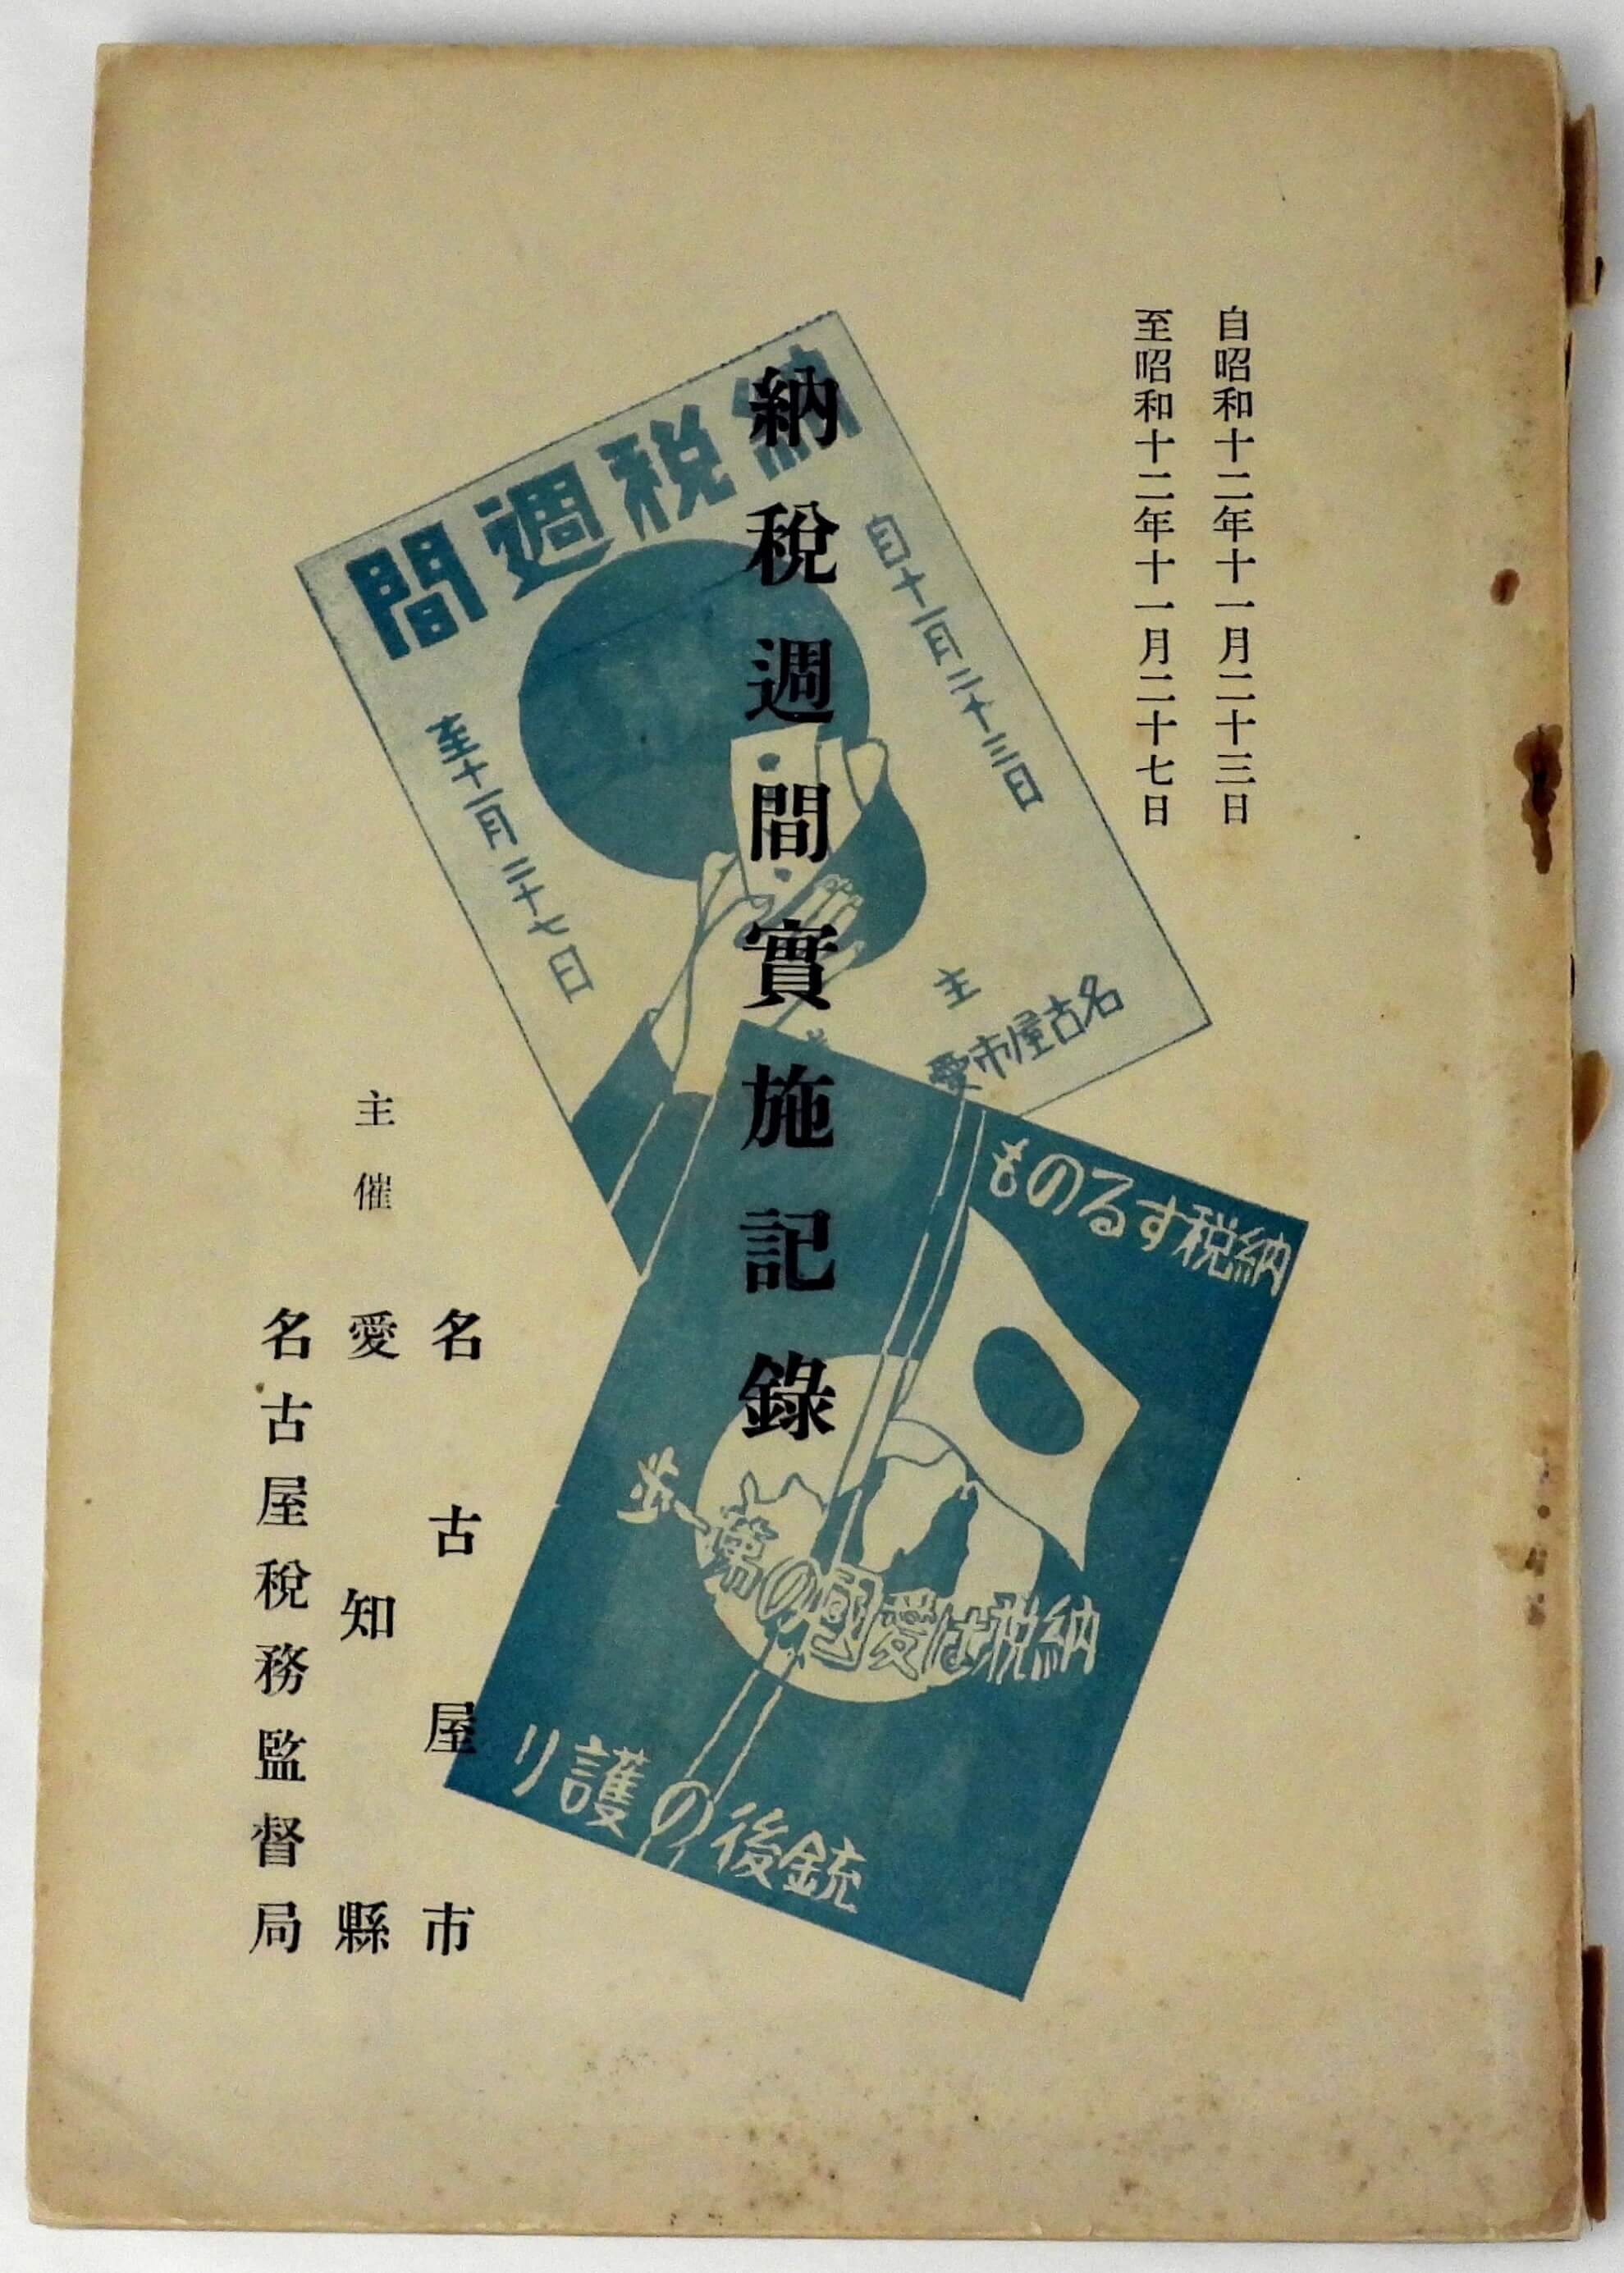 自昭和十二年十一月二十三日
至昭和十二年十一月二十七日
納稅週間實施記錄
主催
名古屋市
愛知縣
名古屋稅務監督局
納税週間
自十一月二十三日
至十一月二十七日
主
名古屋市愛
納税するのも
納税は愛國の第一歩
銃後の護り